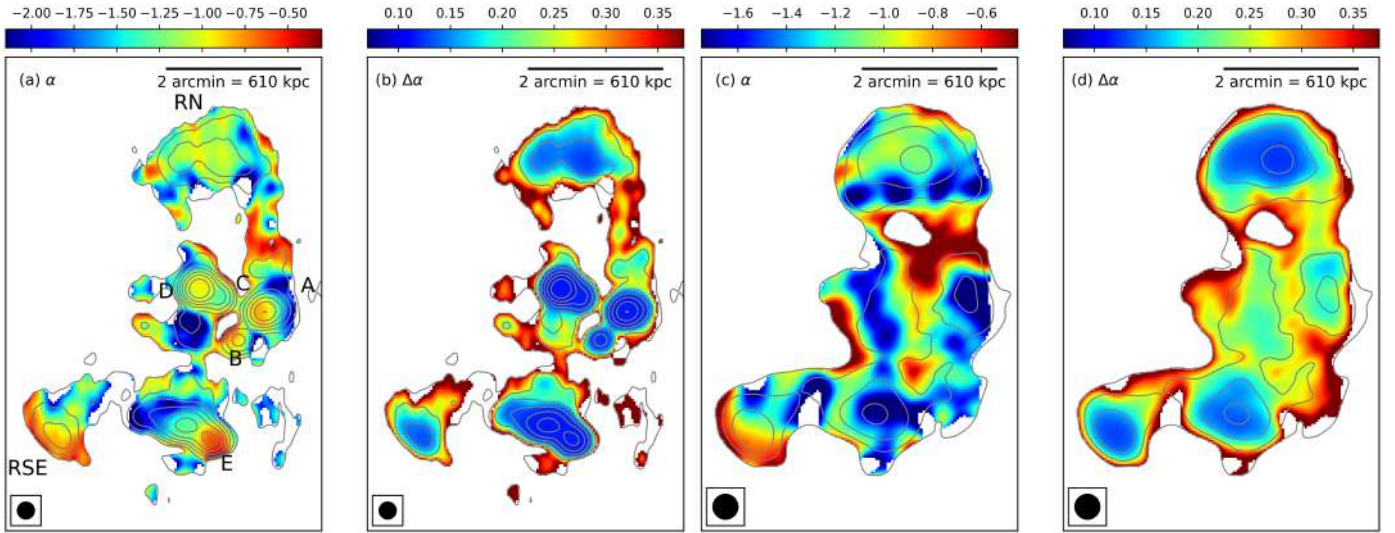 −2.00 −1.75 −1.50 −1.25 −1.00 −0.75 −0.50
(a) α
2 arcmin = 610 kpc
RN
D
C
A
B
RSE
E
0.10 0.15 0.20 0.25 0.30 0.35
(b) Δα
2 arcmin = 610 kpc
−1.6 −1.4 −1.2 −1.0 −0.8 −0.6
(c) α
2 arcmin = 610 kpc
0.10 0.15 0.20 0.25 0.30 0.35
(d) Δα
2 arcmin = 610 kpc